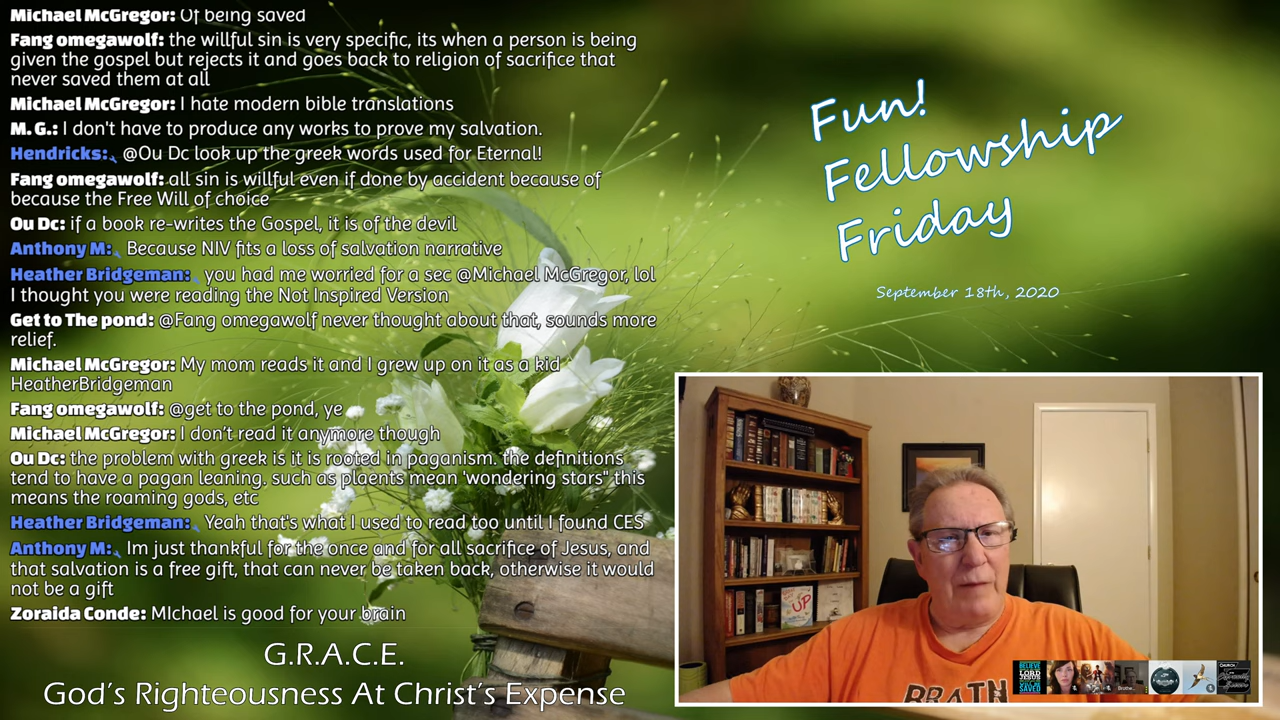 Michael McGregor: Of being saved
Fang omegawolf: the willful sin is very specific, its when a person is being
given the gospel but rejects it and goes back to religion of sacrifice that
never saved them at all
Michael McGregor: I hate modern bible translations
M. G.: I don't have to produce any works to prove my salvation.
Hendricks: @Ou Dc look up the greek words used for Eternal!
Fang omegawolf: all sin is willful even if done by accident because of
because the Free Will of choice
Ou Dc: if a book re-writes the Gospel, it is of the devil
Anthony M: Because NIV fits a loss of salvation narrative
Heather Bridgeman: you had me worried for a sec @Michael McGregor, lol
I thought you were reading the Not Inspired Version
Get to The pond: @Fang omegawolf never thought about that, sounds more
relief.
Michael McGregor: My mom reads it and I grew up on it as a kid
HeatherBridgeman
Fang omegawolf: @get to the pond, ye
Michael McGregor: I don't read it anymore though
Ou Dc: the problem with greek is it is rooted in paganism. the definitions
tend to have a pagan leaning. such as plaents mean 'wondering stars" this
means the roaming gods, etc
Heather Bridgeman: Yeah that's what I used to read too until I found CES
Anthony M: Im just thankful for the once and for all sacrifice of Jesus, and
that salvation is a free gift, that can never be taken back, otherwise it would
not be a gift
Zoraida Conde: MIchael is good for your brain
G.R.A.C.E.
God's Righteousness At Christ's Expense
Fun!
Fellowship
Friday
September 18th, 2020
UP
BELIEVE
LORD
JESUS
SAVED
CHURCH